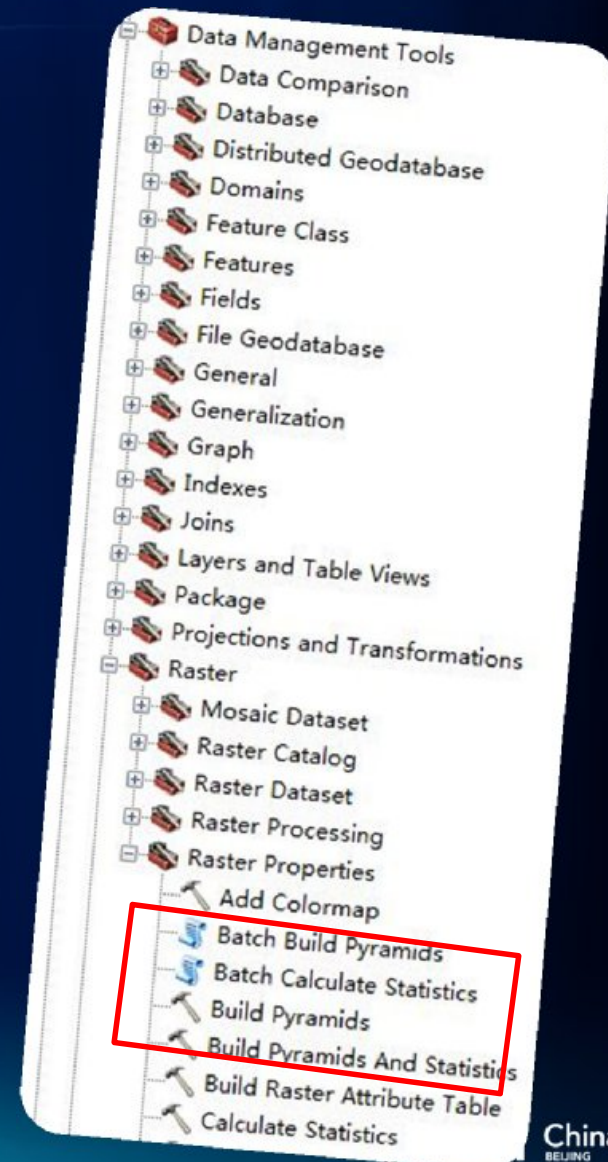 Data Management Tools
Data Comparison
Database
Distributed Geodatabase
Domains
Feature Class
Features
Fields
File Geodatabase
General
Generalization
Graph
Indexes
Joins
Layers and Table Views
Package
Projections and Transformations
Raster
Mosaic Dataset
Raster Catalog
Raster Dataset
Raster Processing
Raster Properties
Add Colormap
Batch Build Pyramids
Batch Calculate Statistics
Build Pyramids
Build Pyramids And Statistics
Build Raster Attribute Table
Calculate Statistics
China
BEIJING